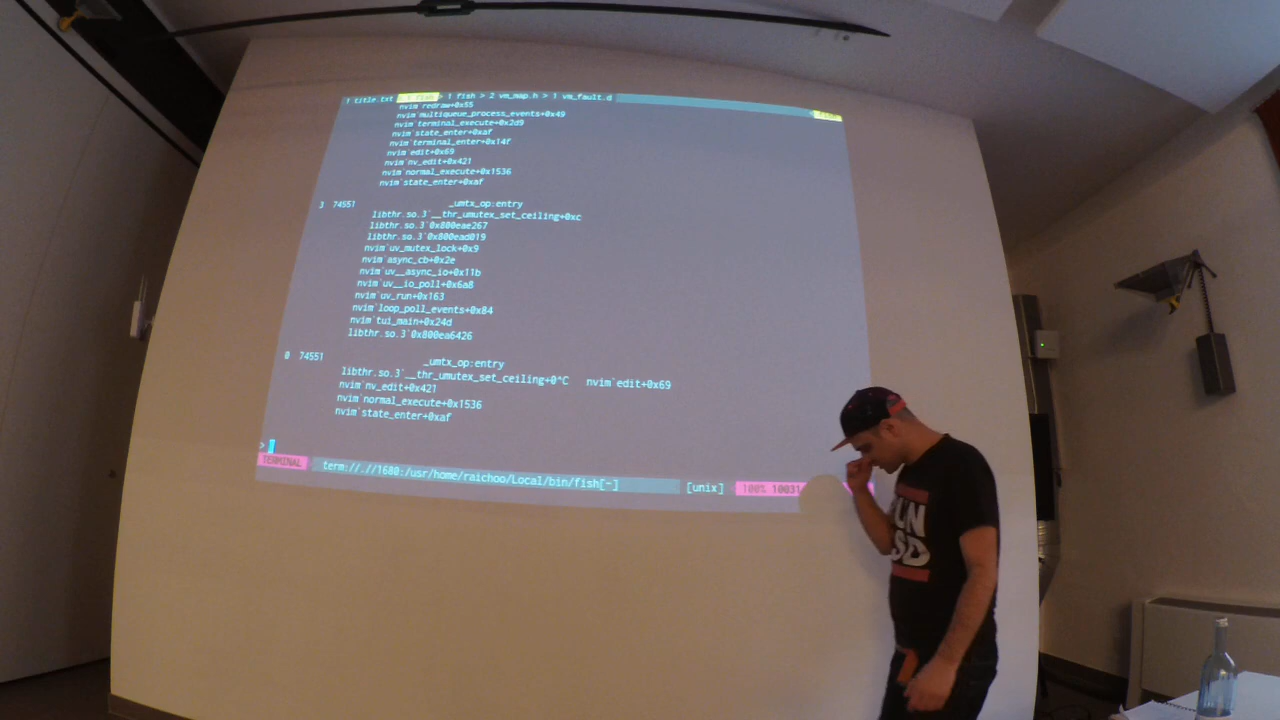 1 title.txt 1 fish > 1 fish > 2 vm_map.h > 1 vm_fault.d
nvim`redraw+0x55
nvim`multiqueue_process_events+0x49
nvim`terminal_execute+0x2d9
nvim`state_enter+0xaf
nvim`terminal_enter+0x14f
nvim`edit+0x69
nvim`nv_edit+0x421
nvim`normal_execute+0x1536
nvim`state_enter+0xaf
3 74551 _umtx_op:entry
libthr.so.3`__thr_umutex_set_ceiling+0xc
libthr.so.3`0x800eae267
libthr.so.3`0x800ead019
nvim`uv_mutex_lock+0x9
nvim`async_cb+0x2e
nvim`uv__async_io+0x11b
nvim`uv__io_poll+0x6a8
nvim`uv_run+0x163
nvim`loop_poll_events+0x84
nvim`tui_main+0x24d
libthr.so.3`0x800ea6426
0 74551 _umtx_op:entry
libthr.so.3`__thr_umutex_set_ceiling+0^C nvim`edit+0x69
nvim`nv_edit+0x421
nvim`normal_execute+0x1536
nvim`state_enter+0xaf
>
TERMINAL term://.//1680:/usr/home/raichoo/Local/bin/fish[-] [unix] 100% 10031